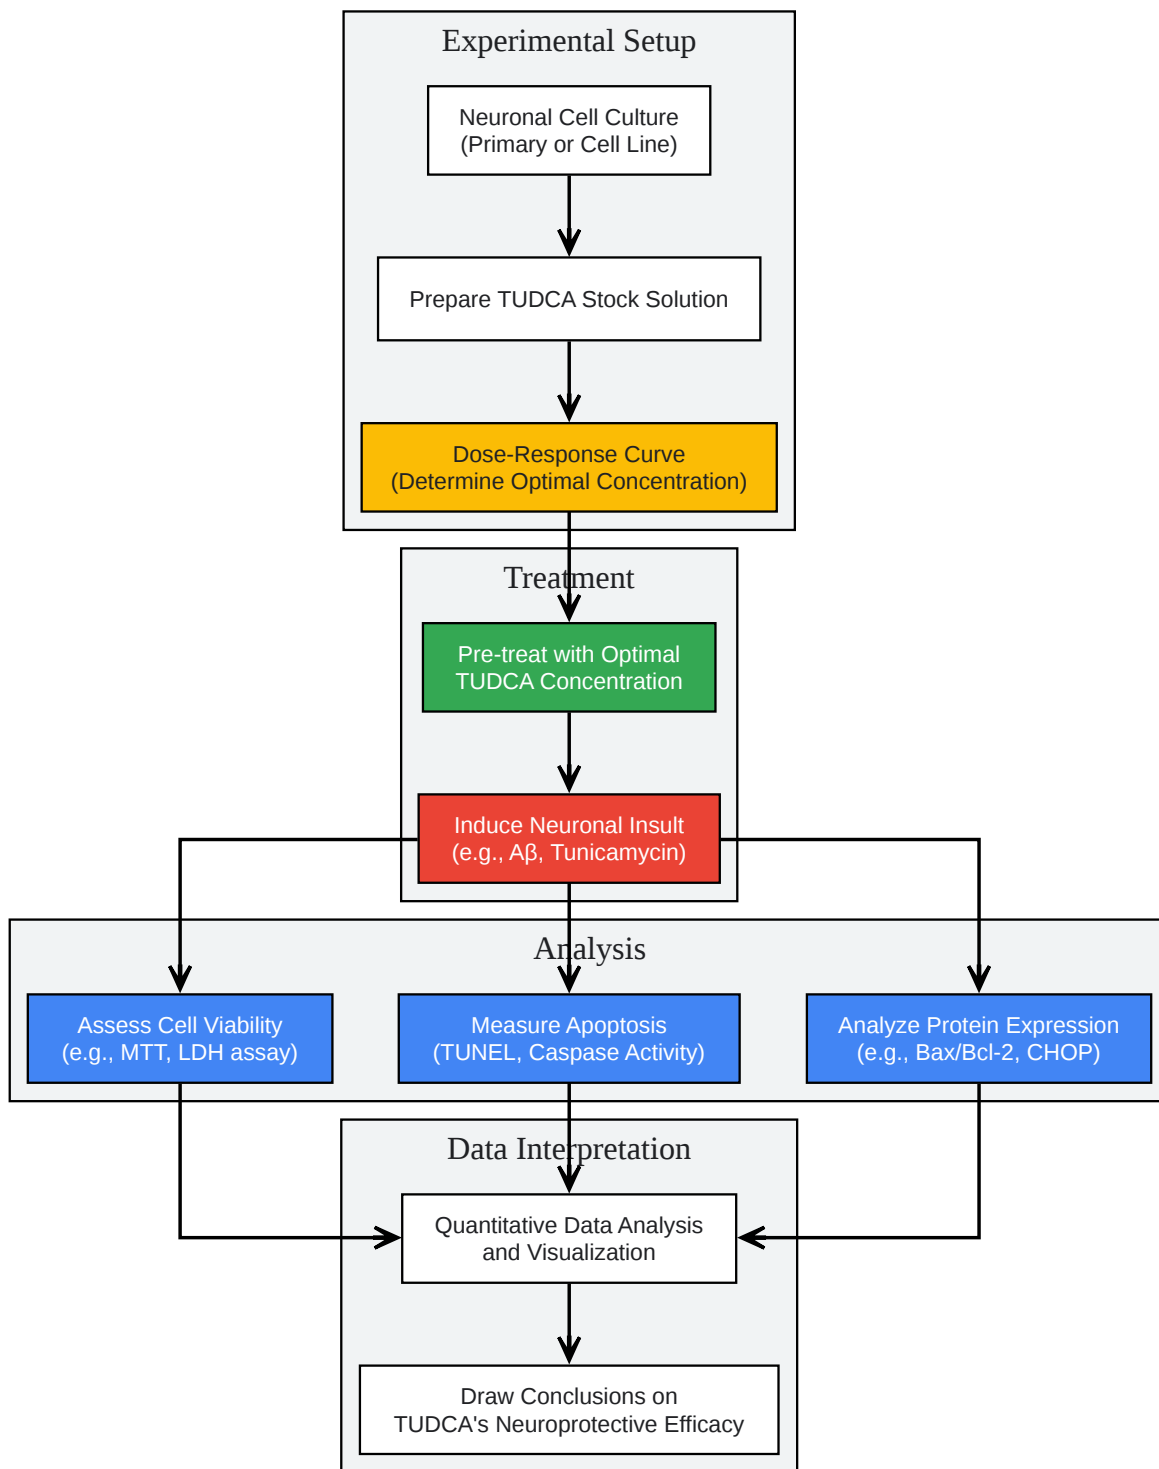 Experimental Setup
Neuronal Cell Culture
(Primary or Cell Line)
Prepare TUDCA Stock Solution
Dose-Response Curve
(Determine Optimal Concentration)
Treatment
Pre-treat with Optimal
TUDCA Concentration
Induce Neuronal Insult
(e.g., Aβ, Tunicamycin)
Analysis
Assess Cell Viability
(e.g., MTT, LDH assay)
Measure Apoptosis
(TUNEL, Caspase Activity)
Analyze Protein Expression
(e.g., Bax/Bcl-2, CHOP)
Data Interpretation
Quantitative Data Analysis
and Visualization
Draw Conclusions on
TUDCA's Neuroprotective Efficacy